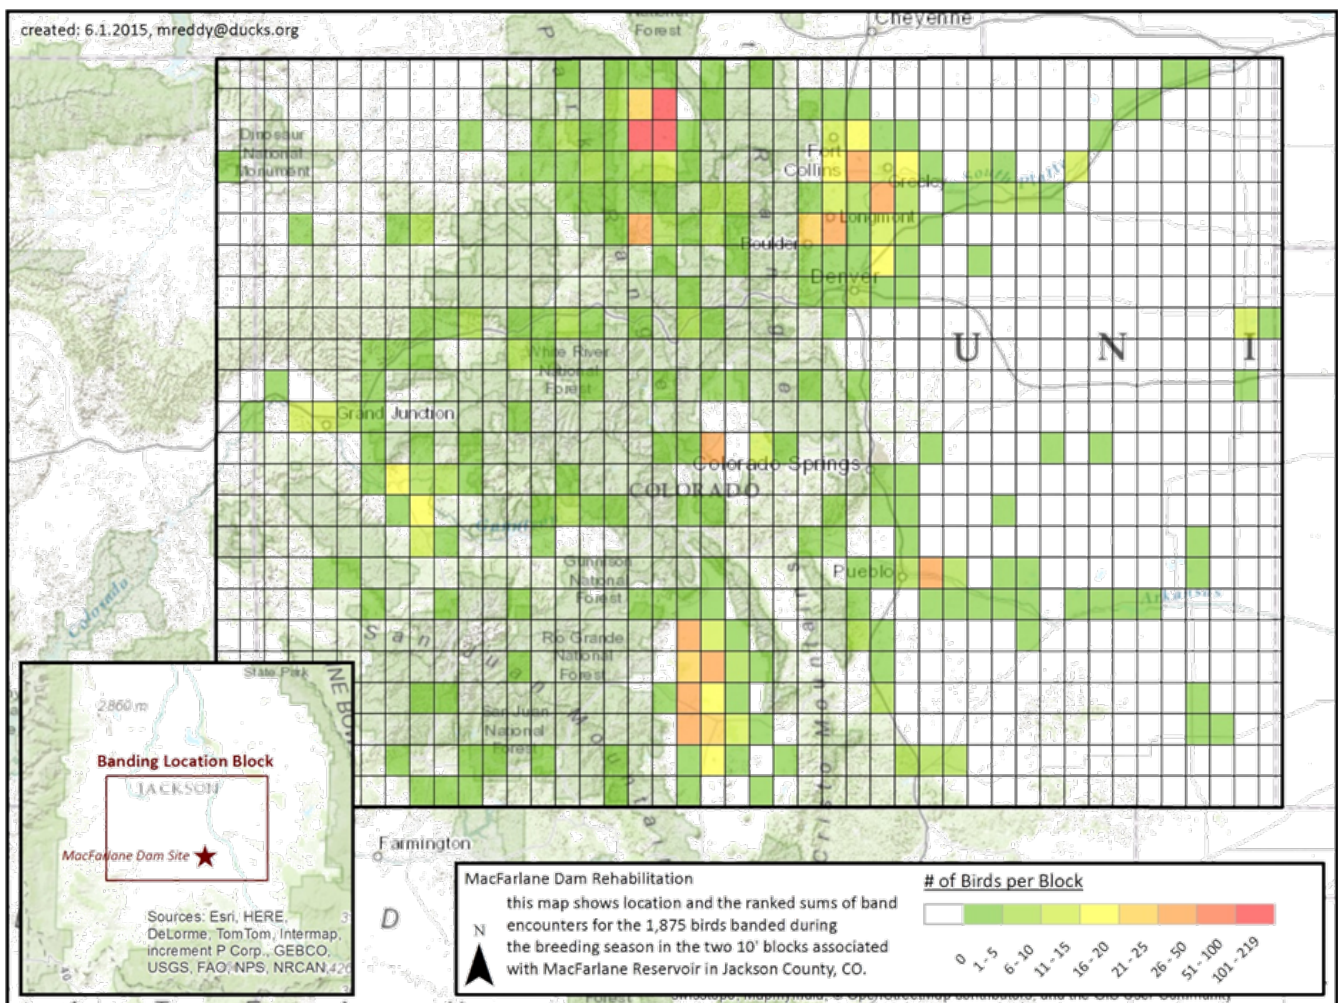 created: 6.1.2015, mreddy@ducks.org
Forest
Cheyenne
Park
Range
Dinosaur
National
Monument
Fort
Collins
Greeley
South Platte
Longmont
Boulder
Denver
U N I
White River
National
Forest
Grand Junction
Colorado Springs
COLORADO
Gunnison
National
Forest
Pueblo
Arkansas
Colorado
San Juan
Mountai
Rio Grande
National
Forest
San Juan
National
Forest
Cristo Mountains
State Park
2860 m
Banding Location Block
JACKSON
MacFarlane Dam Site
Sources: Esri, HERE,
DeLorme, TomTom, Intermap,
increment P Corp., GEBCO,
USGS, FAO, NPS, NRCAN,
Farmington
D
MacFarlane Dam Rehabilitation
this map shows location and the ranked sums of band
encounters for the 1,875 birds banded during
the breeding season in the two 10' blocks associated
with MacFarlane Reservoir in Jackson County, CO.
N
# of Birds per Block
0
1 - 5
6 - 10
11 - 15
16 - 20
21 - 25
26 - 50
51 - 100
101 - 219
Forest